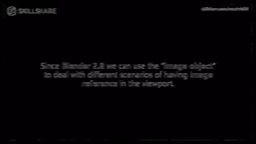 SKILLSHARE
Since Blender 2.8 we can use the "image object"
to deal with different scenarios of having image
reference in the viewport.